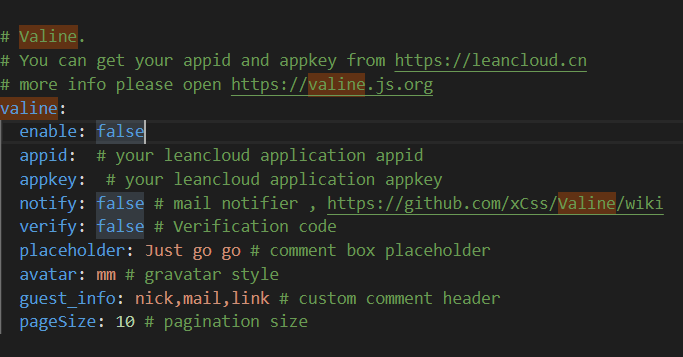 # Valine.
# You can get your appid and appkey from https://leancloud.cn
# more info please open https://valine.js.org
valine:
  enable: false
  appid:  # your leancloud application appid
  appkey:  # your leancloud application appkey
  notify: false # mail notifier , https://github.com/xCss/Valine/wiki
  verify: false # Verification code
  placeholder: Just go go # comment box placeholder
  avatar: mm # gravatar style
  guest_info: nick,mail,link # custom comment header
  pageSize: 10 # pagination size